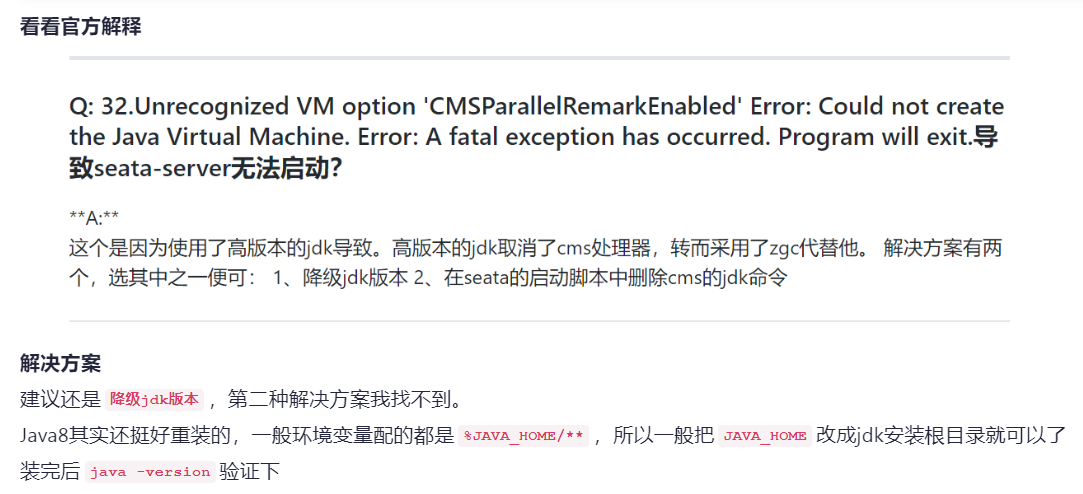 看看官方解释
Q: 32.Unrecognized VM option 'CMSParallelRemarkEnabled' Error: Could not create
the Java Virtual Machine. Error: A fatal exception has occurred. Program will exit.导
致seata-server无法启动?
**A:**
这个是因为使用了高版本的jdk导致。高版本的jdk取消了cms处理器，转而采用了zgc代替他。 解决方案有两
个，选其中之一便可： 1、降级jdk版本 2、在seata的启动脚本中删除cms的jdk命令
解决方案
建议还是 降级jdk版本 ，第二种解决方案我找不到。
Java8其实还挺好重装的，一般环境变量配的都是 %JAVA_HOME/** ，所以一般把 JAVA_HOME 改成jdk安装根目录就可以了
装完后 java -version 验证下